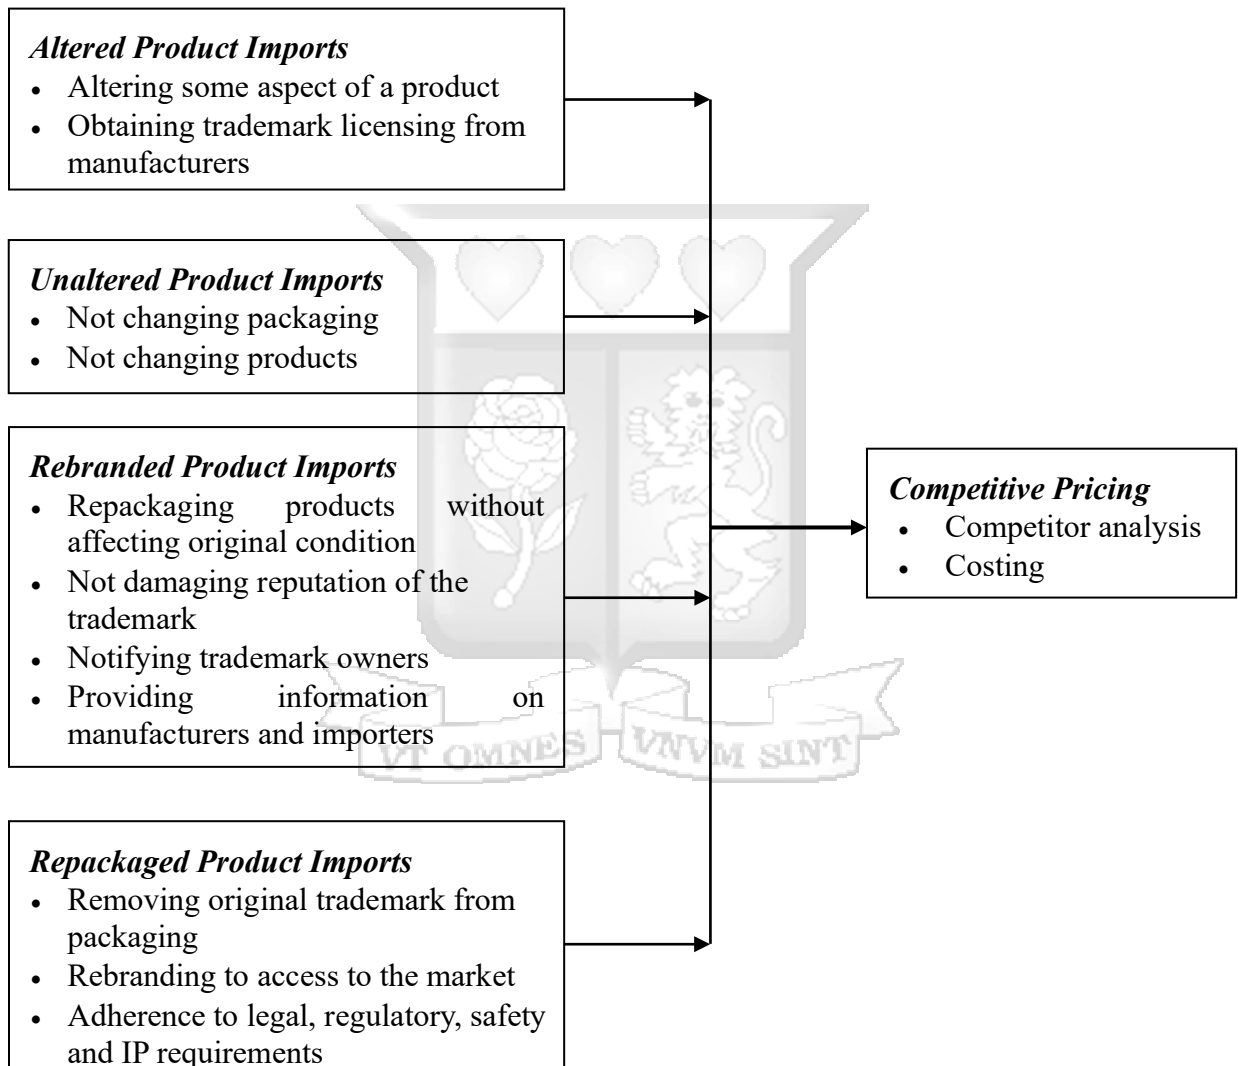 Altered Product Imports
• Altering some aspect of a product
• Obtaining trademark licensing from
manufacturers
Unaltered Product Imports
• Not changing packaging
• Not changing products
Rebranded Product Imports
• Repackaging products without
affecting original condition
• Not damaging reputation of the
trademark
• Notifying trademark owners
• Providing information on
manufacturers and importers
Repackaged Product Imports
• Removing original trademark from
packaging
• Rebranding to access to the market
• Adherence to legal, regulatory, safety
and IP requirements
Competitive Pricing
• Competitor analysis
• Costing
VT OMNES VNVM SINT